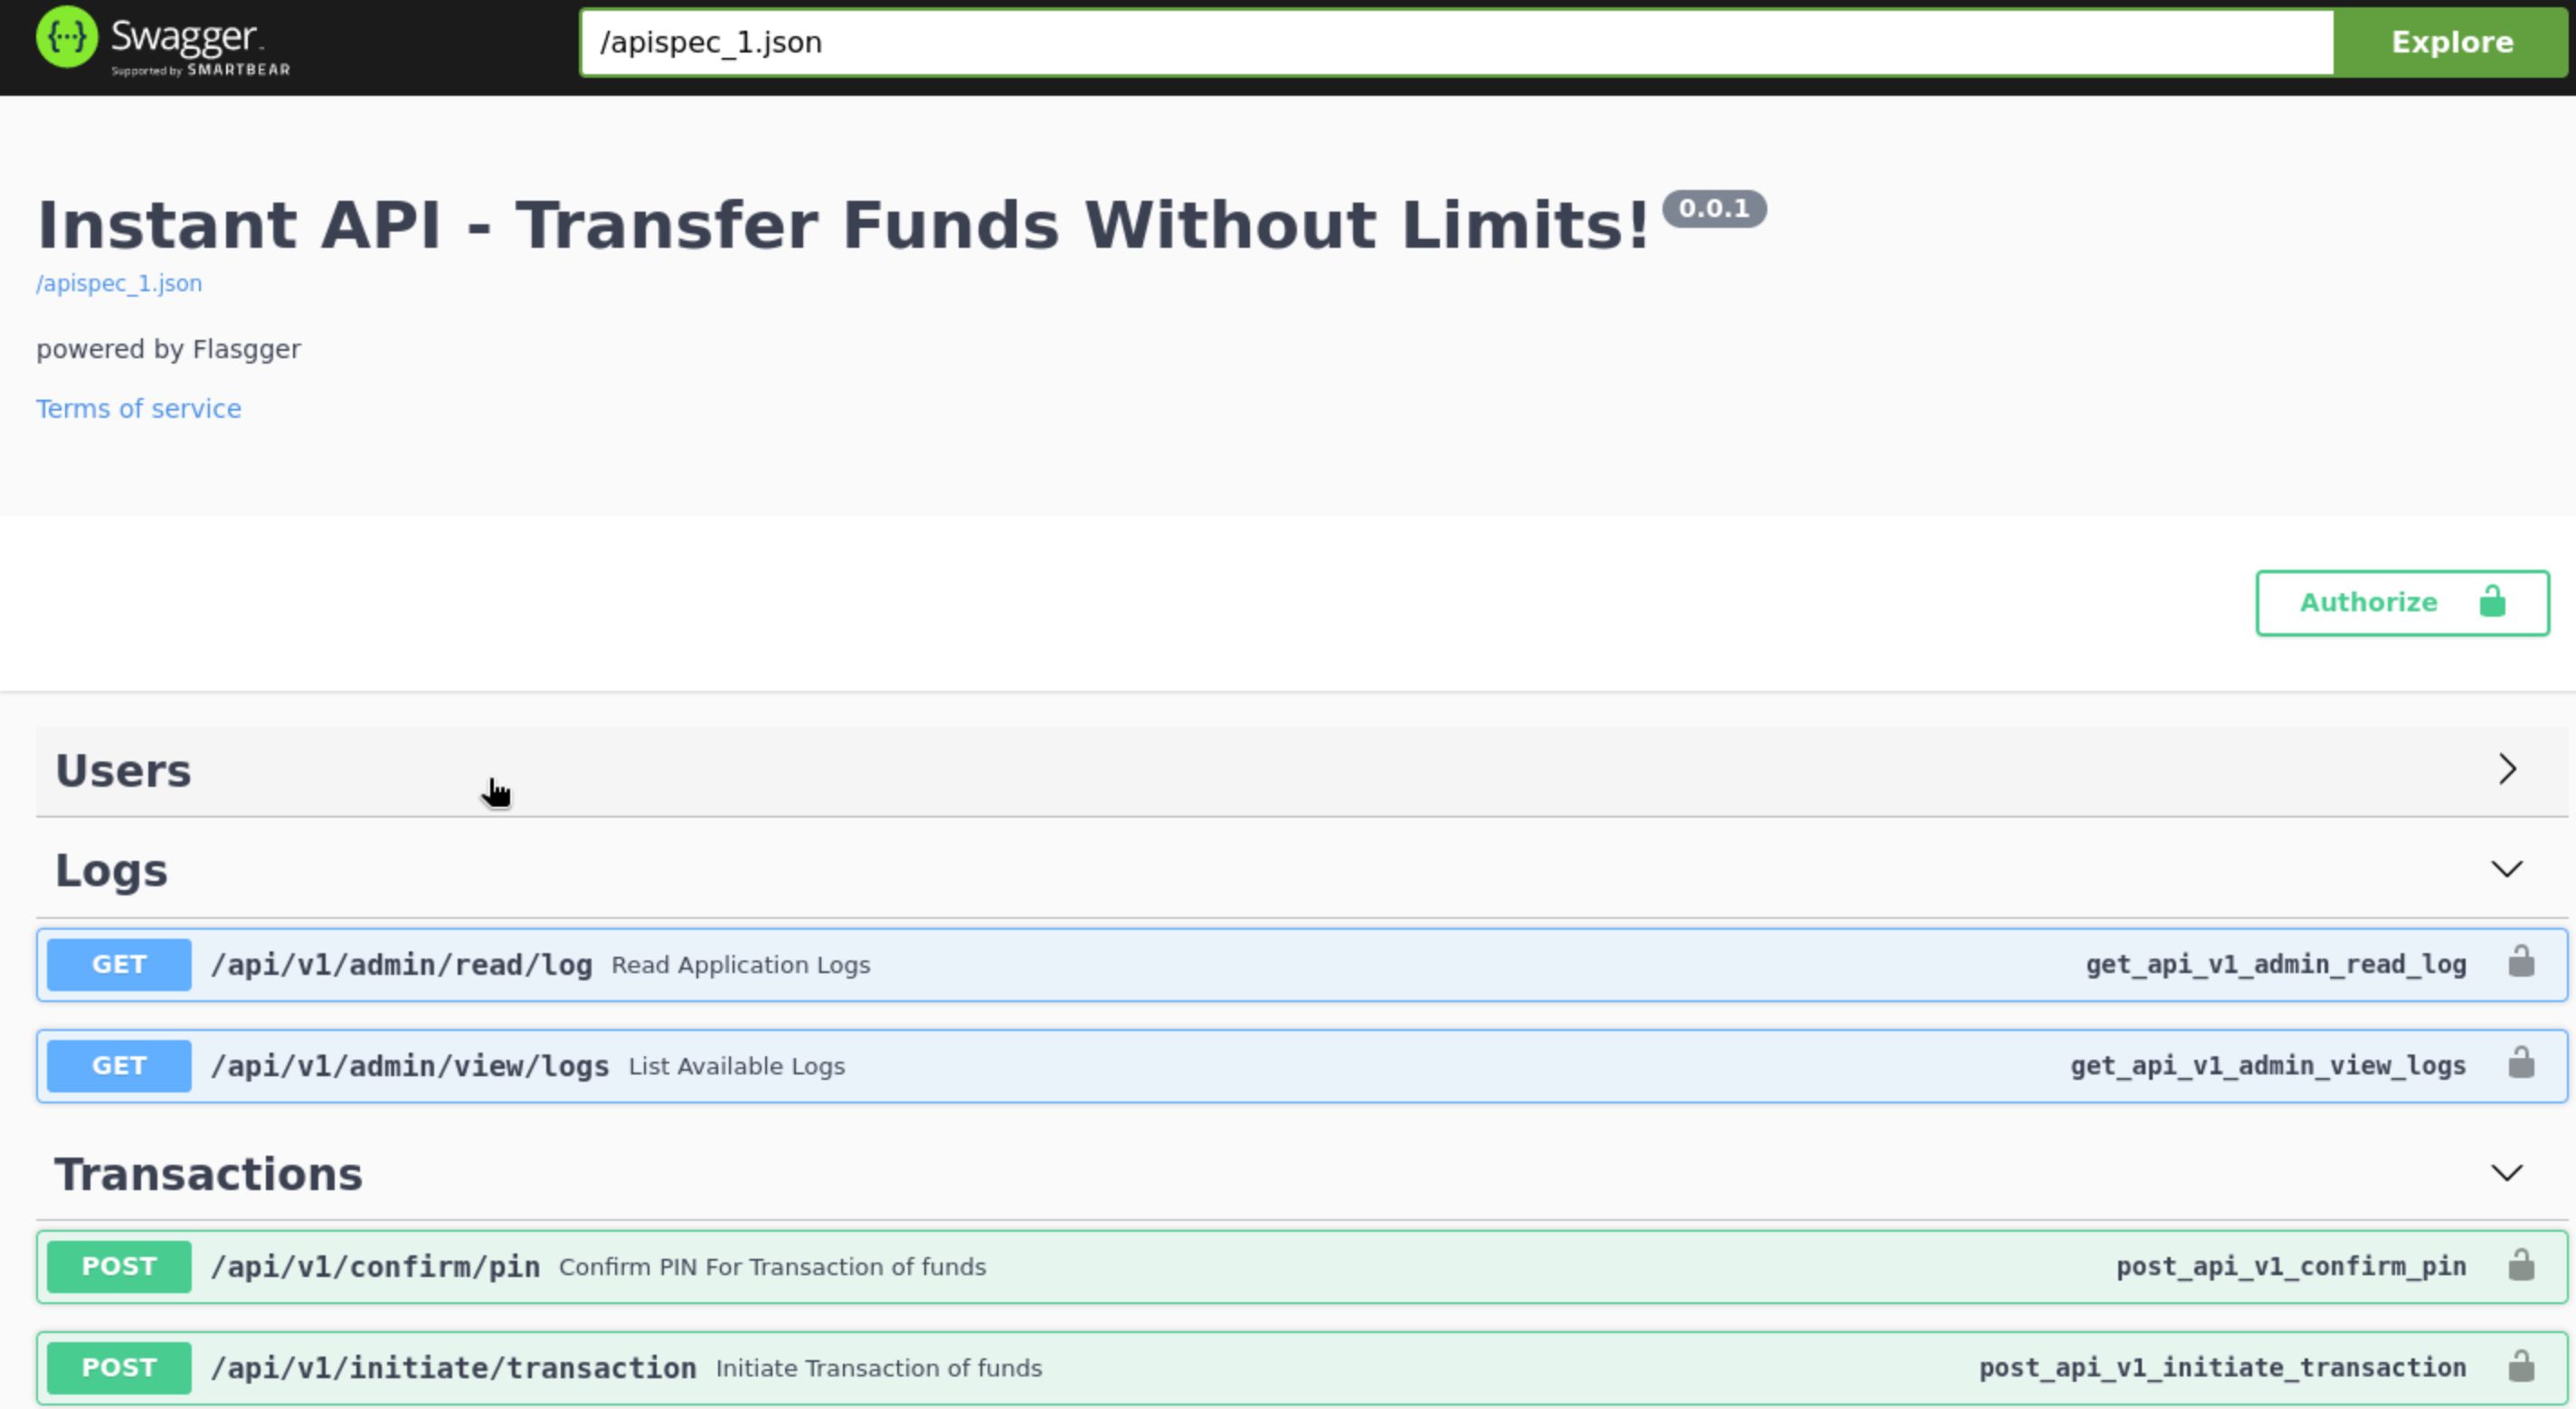 Swagger
Supported by SMARTBEAR
/apispec_1.json
Explore
Instant API - Transfer Funds Without Limits! 0.0.1
/apispec_1.json
powered by Flasgger
Terms of service
Authorize
Users
Logs
GET /api/v1/admin/read/log Read Application Logs get_api_v1_admin_read_log
GET /api/v1/admin/view/logs List Available Logs get_api_v1_admin_view_logs
Transactions
POST /api/v1/confirm/pin Confirm PIN For Transaction of funds post_api_v1_confirm_pin
POST /api/v1/initiate/transaction Initiate Transaction of funds post_api_v1_initiate_transaction